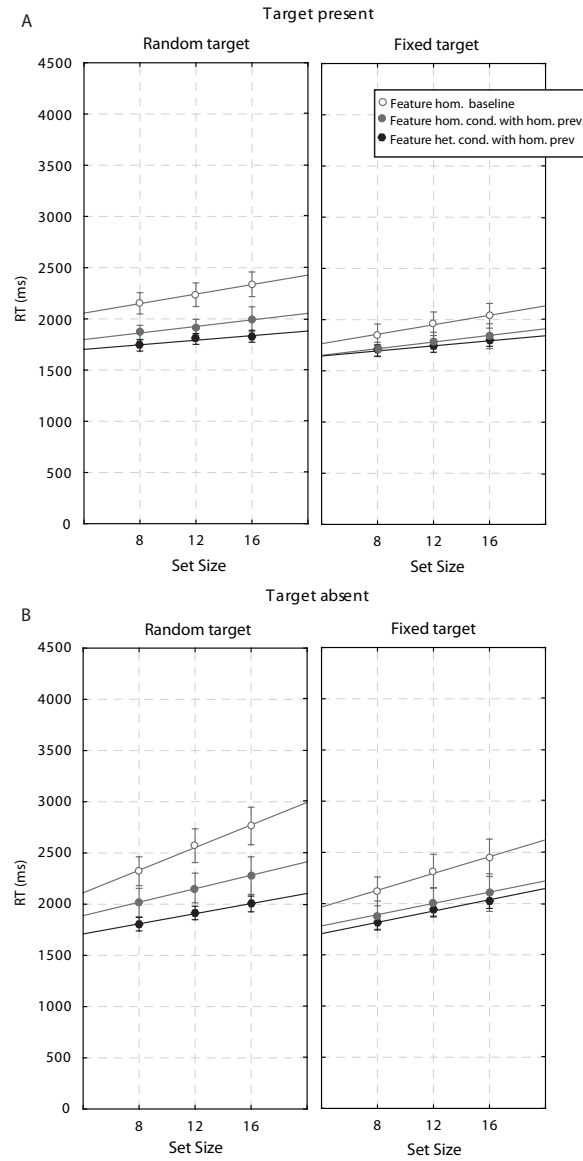 Target present
A
Random target
Fixed target
4500
4000
3500
3000
2500
2000
1500
1000
500
0
RT (ms)
Feature hom. baseline
Feature hom. cond. with hom. prev.
Feature het. cond. with hom. prev
8 12 16
8 12 16
Set Size
Set Size
Target absent
B
Random target
Fixed target
4500
4000
3500
3000
2500
2000
1500
1000
500
0
RT (ms)
8 12 16
8 12 16
Set Size
Set Size